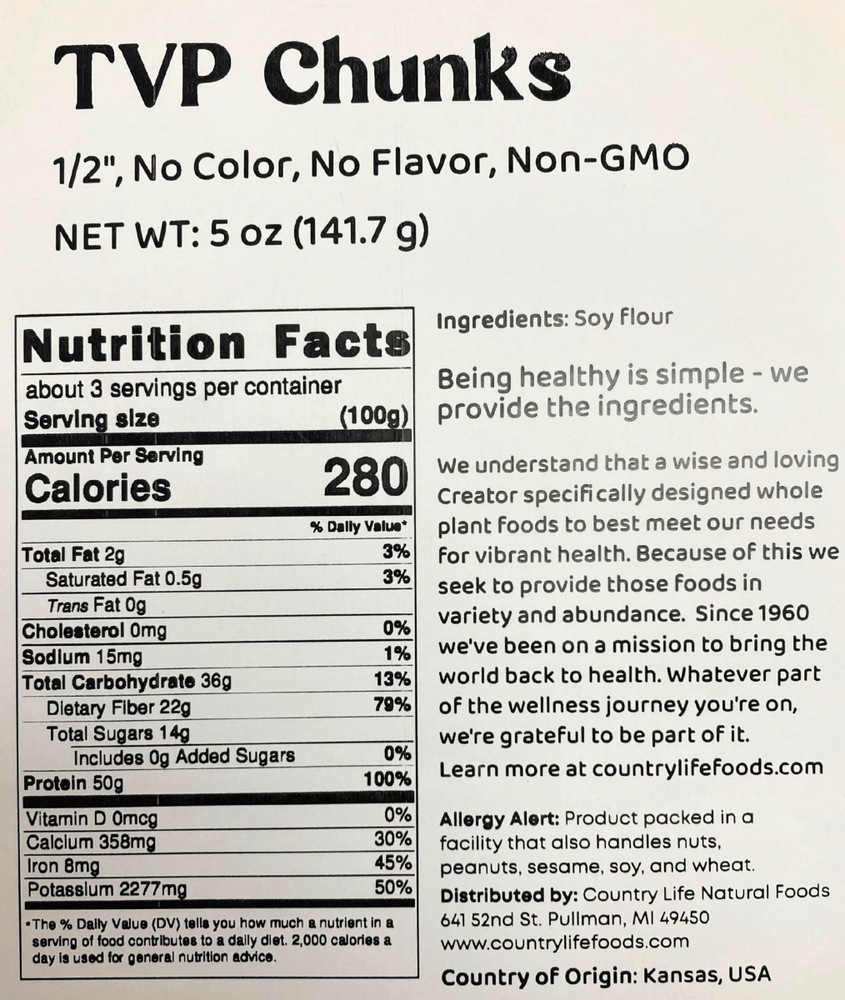 TVP Chunks
1/2", No Color, No Flavor, Non-GMO
NET WT: 5 oz (141.7 g)
Nutrition Facts
about 3 servings per container
Serving size (100g)
Amount Per Serving
Calories 280
% Daily Value*
Total Fat 2g 3%
Saturated Fat 0.5g 3%
Trans Fat 0g
Cholesterol 0mg 0%
Sodium 15mg 1%
Total Carbohydrate 36g 13%
Dietary Fiber 22g 79%
Total Sugars 14g
Includes 0g Added Sugars 0%
Protein 50g 100%
Vitamin D 0mcg 0%
Calcium 358mg 30%
Iron 8mg 45%
Potassium 2277mg 50%
*The % Daily Value (DV) tells you how much a nutrient in a
serving of food contributes to a daily diet. 2,000 calories a
day is used for general nutrition advice.
Ingredients: Soy flour
Being healthy is simple - we
provide the ingredients.
We understand that a wise and loving
Creator specifically designed whole
plant foods to best meet our needs
for vibrant health. Because of this we
seek to provide those foods in
variety and abundance. Since 1960
we've been on a mission to bring the
world back to health. Whatever part
of the wellness journey you're on,
we're grateful to be part of it.
Learn more at countrylifefoods.com
Allergy Alert: Product packed in a
facility that also handles nuts,
peanuts, sesame, soy, and wheat.
Distributed by: Country Life Natural Foods
641 52nd St. Pullman, MI 49450
www.countrylifefoods.com
Country of Origin: Kansas, USA